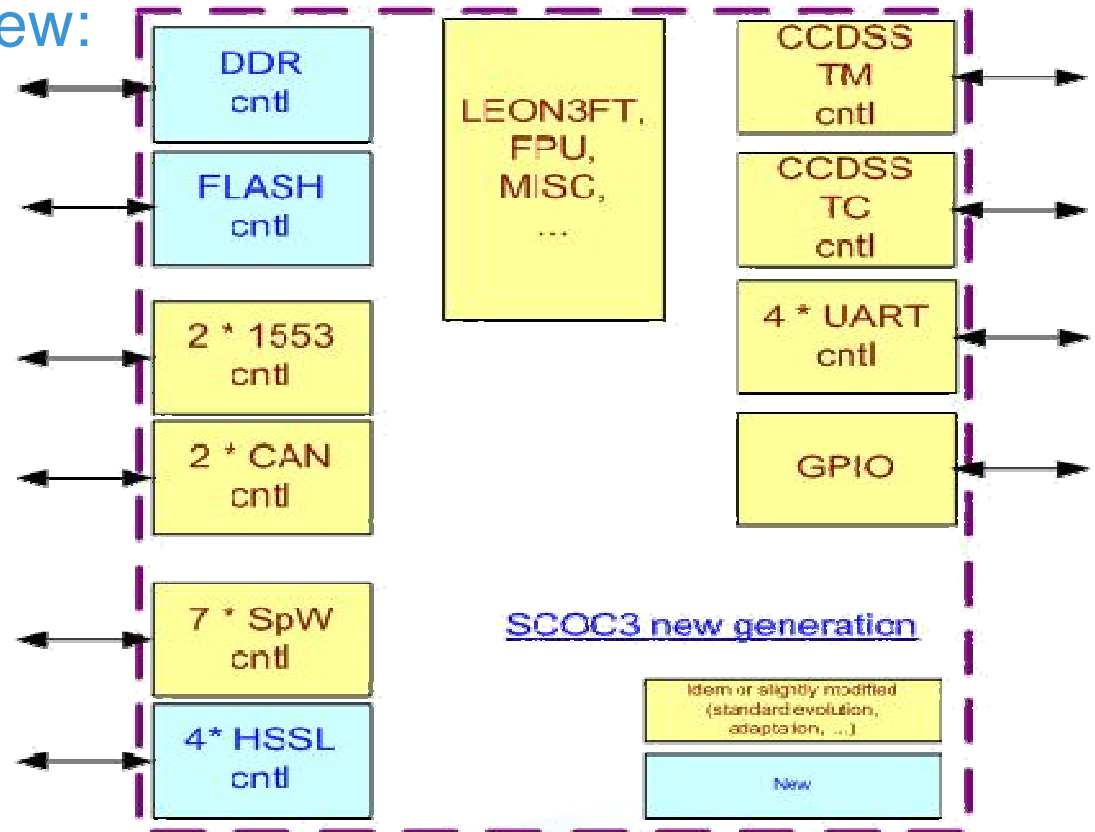 ew:
DDR
cntl
FLASH
cntl
2 * 1553
cntl
2 * CAN
cntl
7 * SpW
cntl
4* HSSL
cntl
LEON3FT,
FPU,
MISC,
...
CCDSS
TM
cntl
CCDSS
TC
cntl
4 * UART
cntl
GPIO
SCOC3 new generation
Idem or slightly modified
(standard evolution,
adaptation, ...)
New